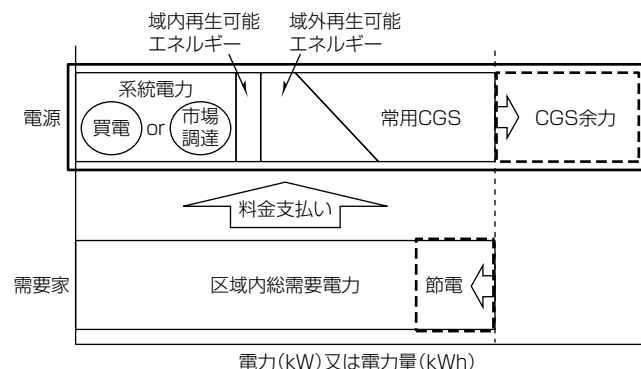 域内再生可能
エネルギー
域外再生可能
エネルギー
電源
系統電力
買電
or
市場
調達
常用CGS
CGS余力
料金支払い
需要家
区域内総需要電力
節電
電力(kW)又は電力量(kWh)